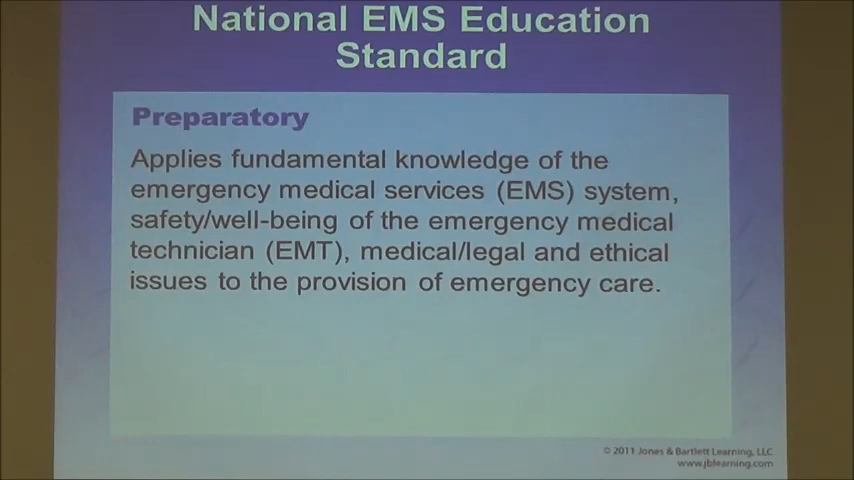 National EMS Education
Standard
Preparatory
Applies fundamental knowledge of the
emergency medical services (EMS) system,
safety/well-being of the emergency medical
technician (EMT), medical/legal and ethical
issues to the provision of emergency care.
© 2011 Jones & Bartlett Learning, LLC
www.jblearning.com